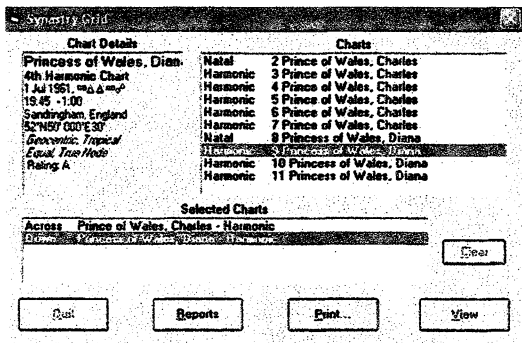 Synastry Grid
Chart Details
Princess of Wales, Dian
4th Harmonic Chart
1 Jul 1961,
19:45 -1:00
Sandringham, England
52°N50' 000°E30'
Geocentric, Tropical
Equal, True Node
Rating: A
Charts
Natal 2 Prince of Wales, Charles
Harmonic 3 Prince of Wales, Charles
Harmonic 4 Prince of Wales, Charles
Harmonic 5 Prince of Wales, Charles
Harmonic 6 Prince of Wales, Charles
Harmonic 7 Prince of Wales, Charles
Natal 8 Princess of Wales, Diana
Harmonic 9 Princess of Wales, Diana
Harmonic 10 Princess of Wales, Diana
Harmonic 11 Princess of Wales, Diana
Selected Charts
Across Prince of Wales, Charles - Harmonic
Down Princess of Wales, Diana - Harmonic
Clear
Quit
Reports
Print...
View